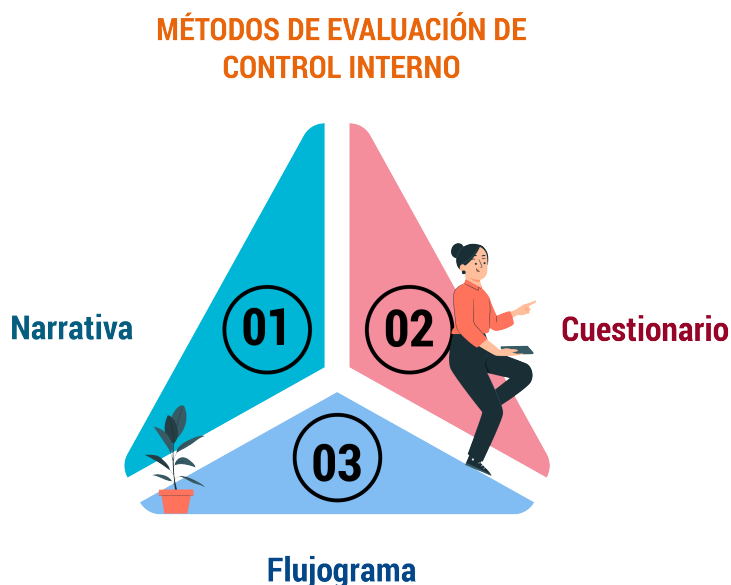 MÉTODOS DE EVALUACIÓN DE
CONTROL INTERNO
Narrativa
01
02
Cuestionario
03
Flujograma